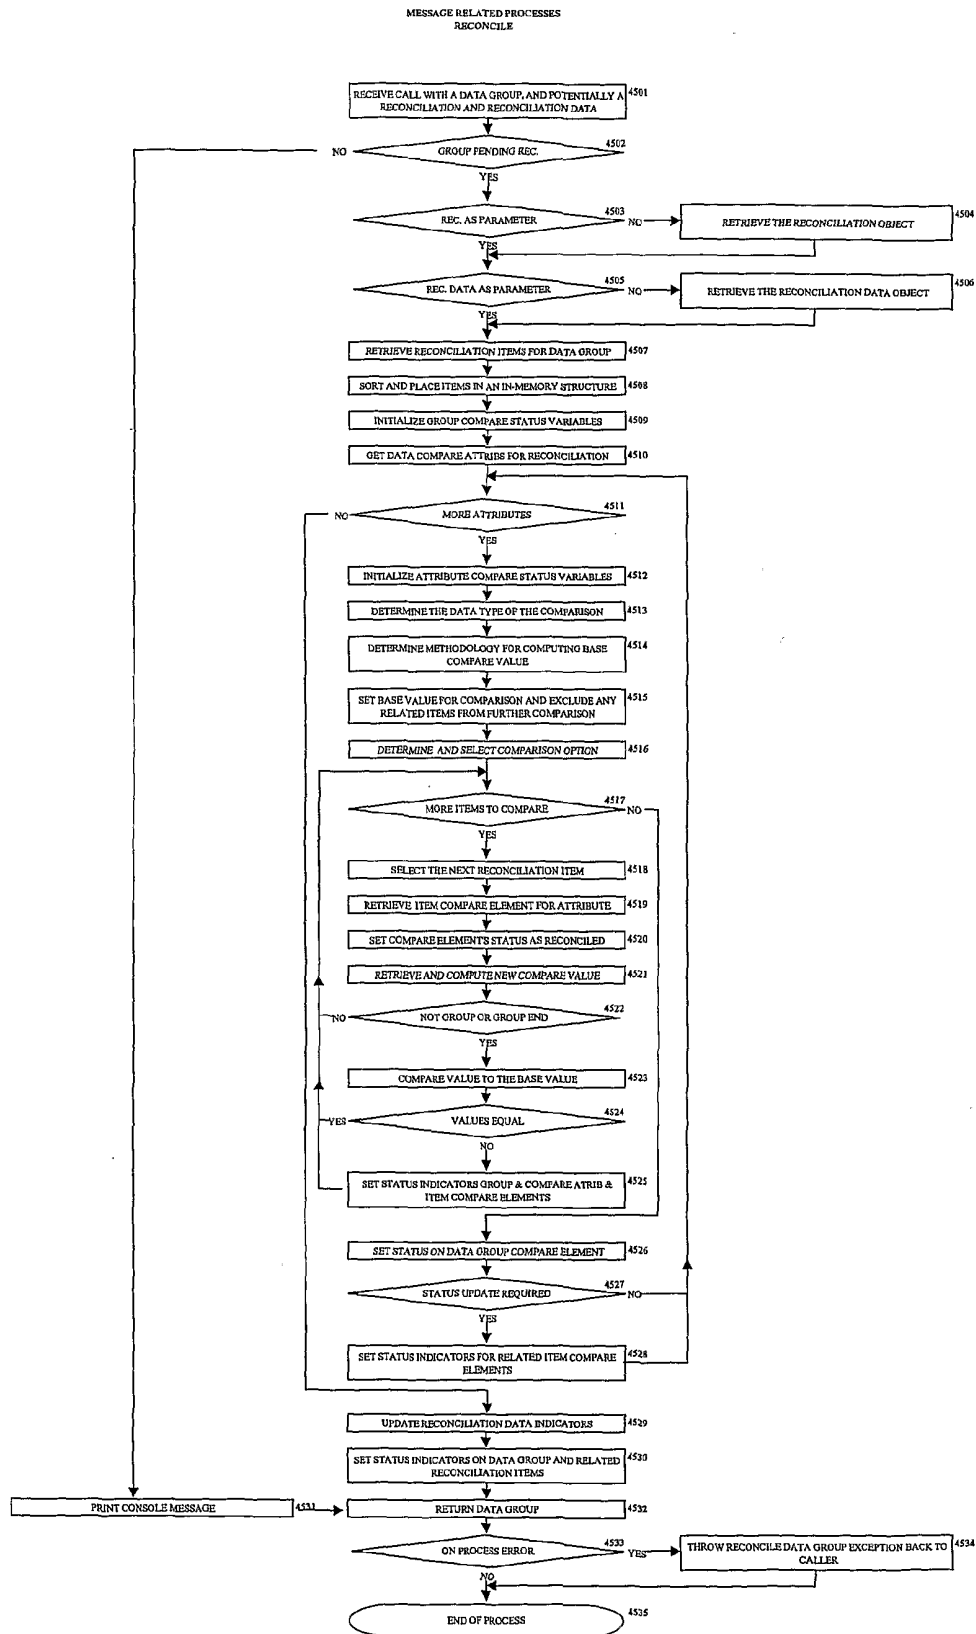 MESSAGE RELATED PROCESSES
RECONCILE
RECEIVE CALL WITH A DATA GROUP, AND POTENTIALLY A
RECONCILIATION AND RECONCILIATION DATA
4501
GROUP PENDING REC.
4502
NO
YES
REC. AS PARAMETER
4503
NO
RETRIEVE THE RECONCILIATION OBJECT
4504
YES
REC. DATA AS PARAMETER
4505
NO
RETRIEVE THE RECONCILIATION DATA OBJECT
4506
YES
RETRIEVE RECONCILIATION ITEMS FOR DATA GROUP
4507
SORT AND PLACE ITEMS IN AN IN-MEMORY STRUCTURE
4508
INITIALIZE GROUP COMPARE STATUS VARIABLES
4509
GET DATA COMPARE ATTRIBS FOR RECONCILIATION
4510
MORE ATTRIBUTES
4511
NO
YES
INITIALIZE ATTRIBUTE COMPARE STATUS VARIABLES
4512
DETERMINE THE DATA TYPE OF THE COMPARISON
4513
DETERMINE METHODOLOGY FOR COMPUTING BASE
COMPARE VALUE
4514
SET BASE VALUE FOR COMPARISON AND EXCLUDE ANY
RELATED ITEMS FROM FURTHER COMPARISON
4515
DETERMINE AND SELECT COMPARISON OPTION
4516
MORE ITEMS TO COMPARE
4517
NO
YES
SELECT THE NEXT RECONCILIATION ITEM
4518
RETRIEVE ITEM COMPARE ELEMENT FOR ATTRIBUTE
4519
SET COMPARE ELEMENTS STATUS AS RECONCILED
4520
RETRIEVE AND COMPUTE NEW COMPARE VALUE
4521
NOT GROUP OR GROUP END
4522
NO
YES
COMPARE VALUE TO THE BASE VALUE
4523
VALUES EQUAL
4524
YES
NO
SET STATUS INDICATORS GROUP & COMPARE ATRIB &
ITEM COMPARE ELEMENTS
4525
SET STATUS ON DATA GROUP COMPARE ELEMENT
4526
STATUS UPDATE REQUIRED
4527
NO
YES
SET STATUS INDICATORS FOR RELATED ITEM COMPARE
ELEMENTS
4528
UPDATE RECONCILIATION DATA INDICATORS
4529
SET STATUS INDICATORS ON DATA GROUP AND RELATED
RECONCILIATION ITEMS
4530
PRINT CONSOLE MESSAGE
4531
RETURN DATA GROUP
4532
ON PROCESS ERROR
4533
YES
THROW RECONCILE DATA GROUP EXCEPTION BACK TO
CALLER
4534
NO
END OF PROCESS
4535